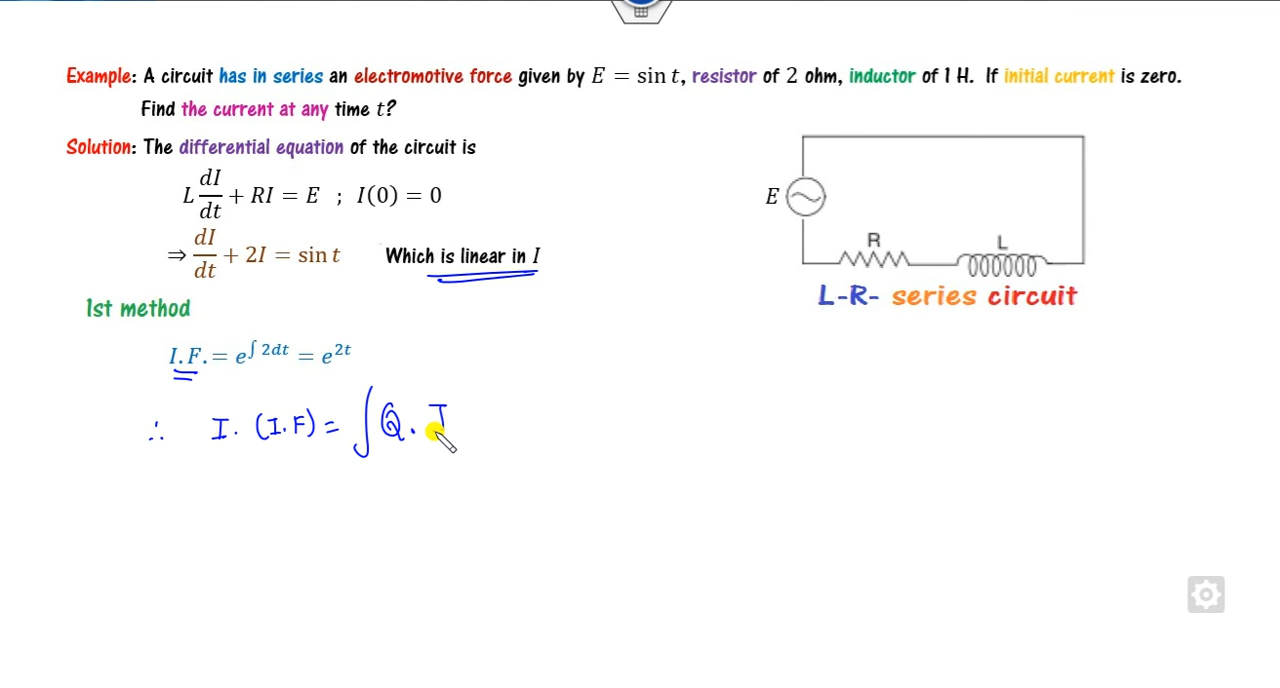 Example: A circuit has in series an electromotive force given by E = sin t, resistor of 2 ohm, inductor of 1 H. If initial current is zero.
Find the current at any time t?
Solution: The differential equation of the circuit is
L dI/dt + RI = E ; I(0) = 0
⇒ dI/dt + 2I = sin t Which is linear in I
1st method
I.F. = e^∫ 2dt = e^2t
∴ I. (I.F) = ∫ Q. I
E
R
L
L-R- series circuit